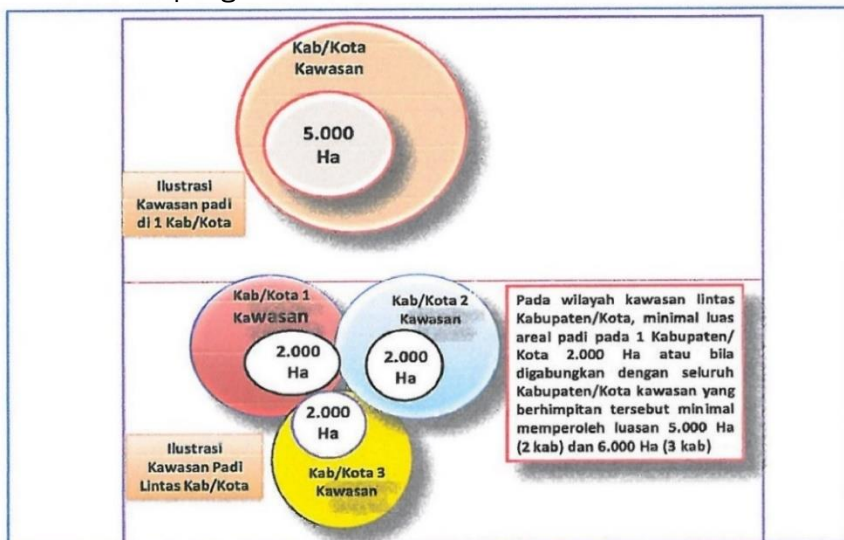 Kab/Kota
Kawasan
5.000
Ha
Ilustrasi
Kawasan padi
di 1 Kab/Kota
Kab/Kota 1
Kawasan
2.000
Ha
Kab/Kota 2
Kawasan
2.000
Ha
2.000
Ha
Kab/Kota 3
Kawasan
Ilustrasi
Kawasan Padi
Lintas Kab/Kota
Pada wilayah kawasan lintas
Kabupaten/Kota, minimal luas
areal padi pada 1 Kabupaten/
Kota 2.000 Ha atau bila
digabungkan dengan seluruh
Kabupaten/Kota kawasan yang
berhimpitan tersebut minimal
memperoleh luasan 5.000 Ha
(2 kab) dan 6.000 Ha (3 kab)